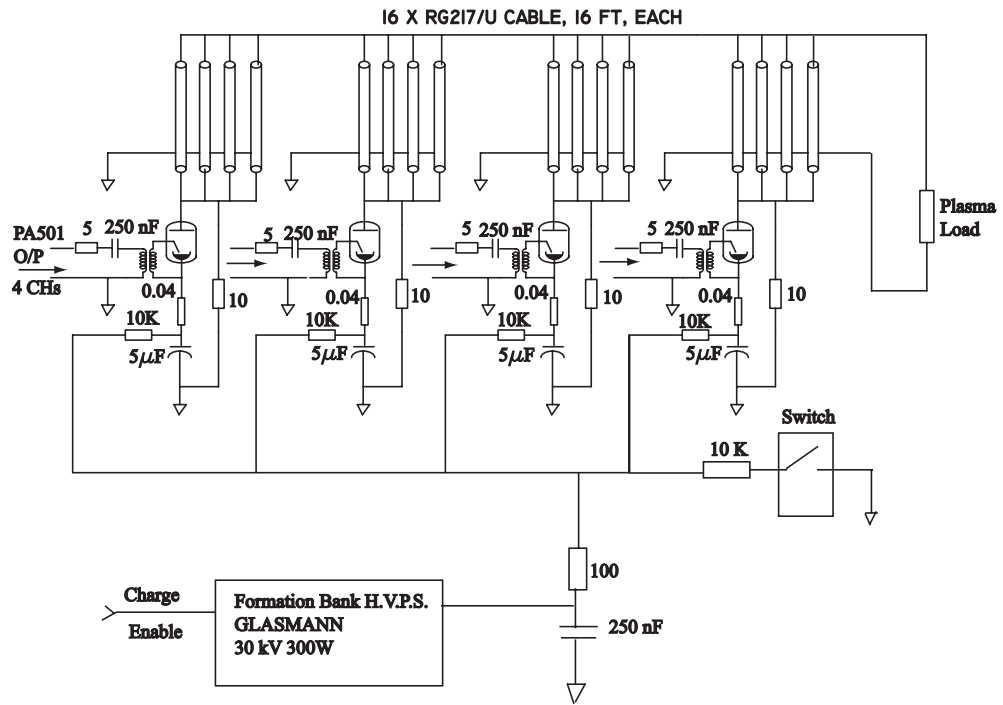 16 X RG217/U CABLE, 16 FT, EACH
PA501
O/P
4 CHs
5 250 nF
0.04
10
10K
5µF
5 250 nF
0.04
10
10K
5µF
5 250 nF
0.04
10
10K
5µF
5 250 nF
0.04
10
10K
5µF
Plasma
Load
Switch
10 K
100
250 nF
Charge
Enable
Formation Bank H.V.P.S.
GLASMANN
30 kV 300W